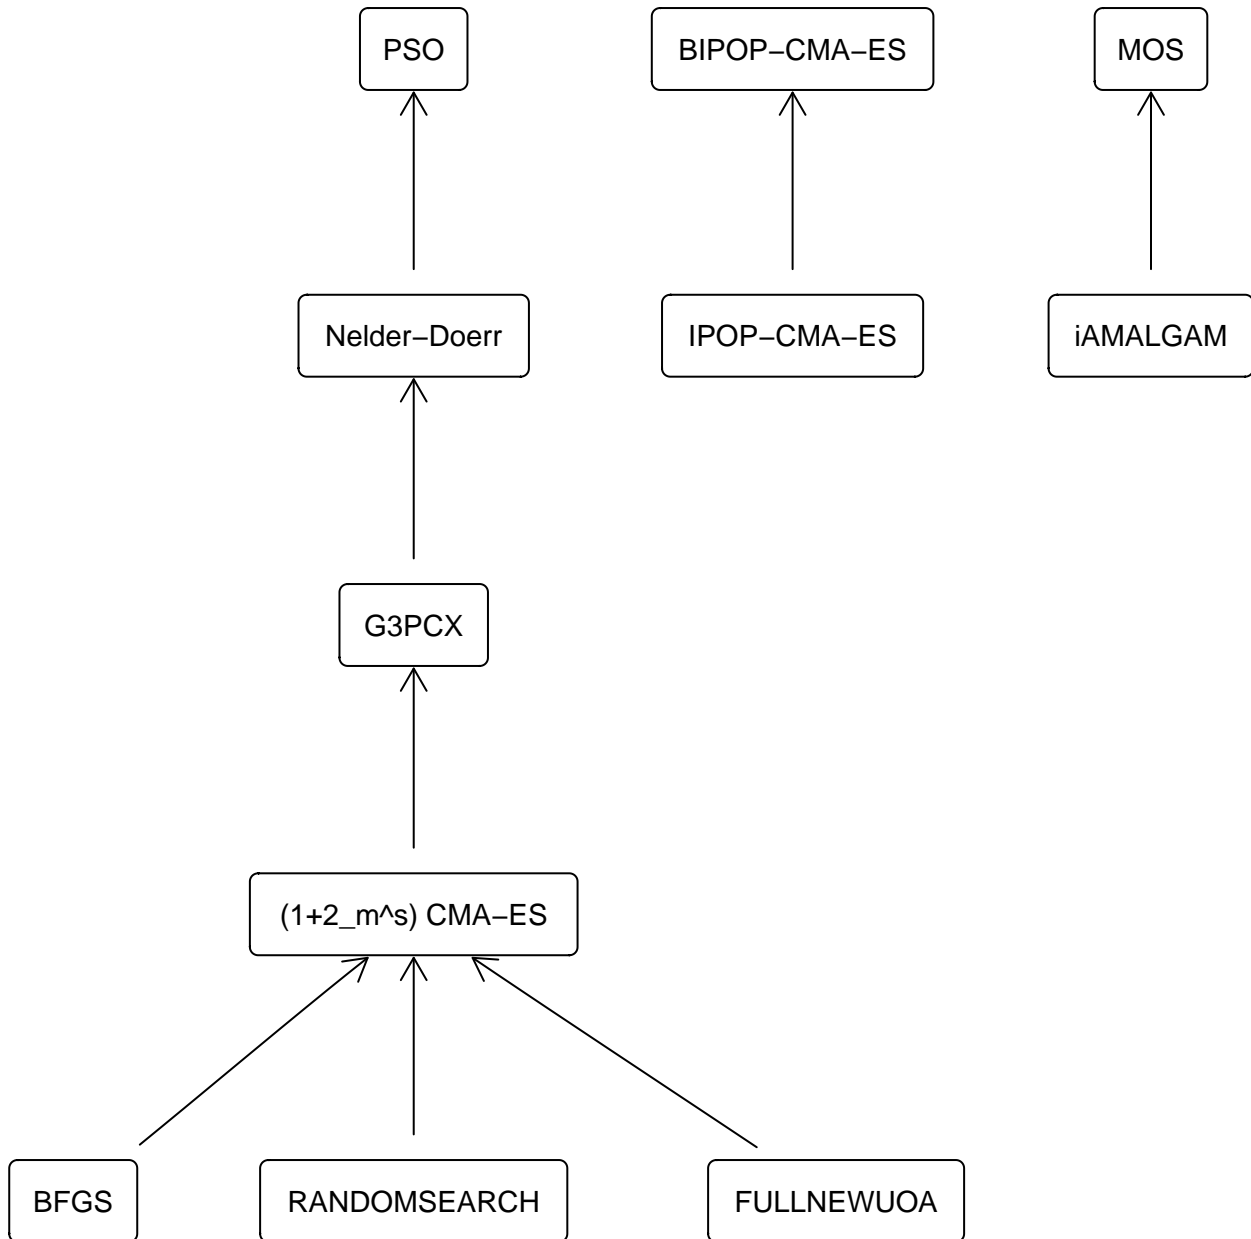 PSO
BIPOP−CMA−ES
MOS
Nelder−Doerr
IPOP−CMA−ES
iAMALGAM
G3PCX
(1+2_m^s) CMA−ES
BFGS
RANDOMSEARCH
FULLNEWUOA